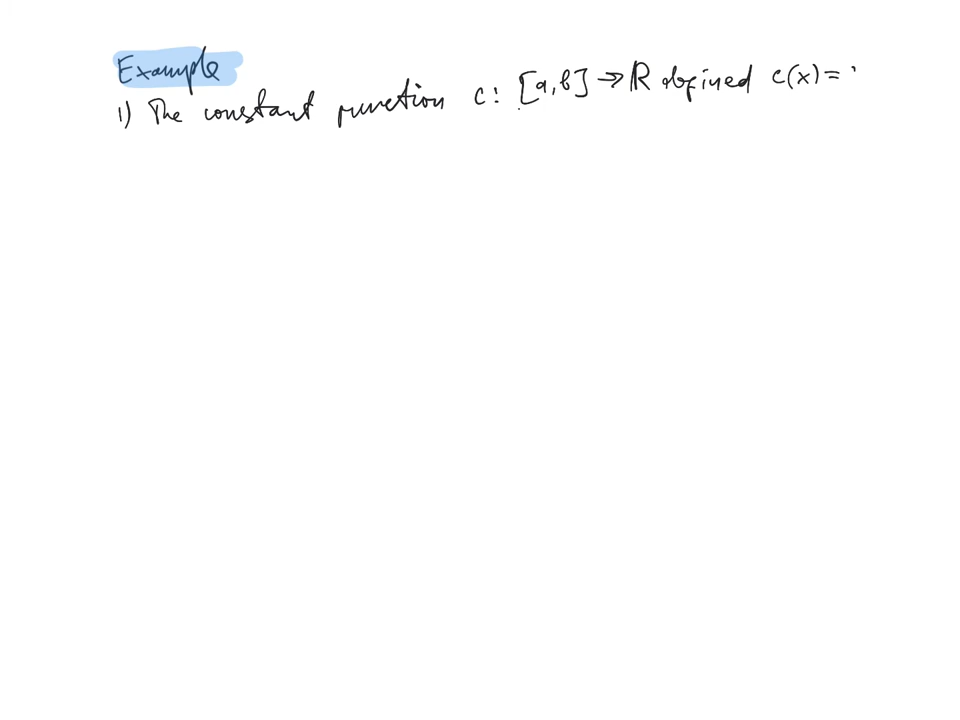 Example
1) The constant function c: [a,b] → ℝ defined c(x)=